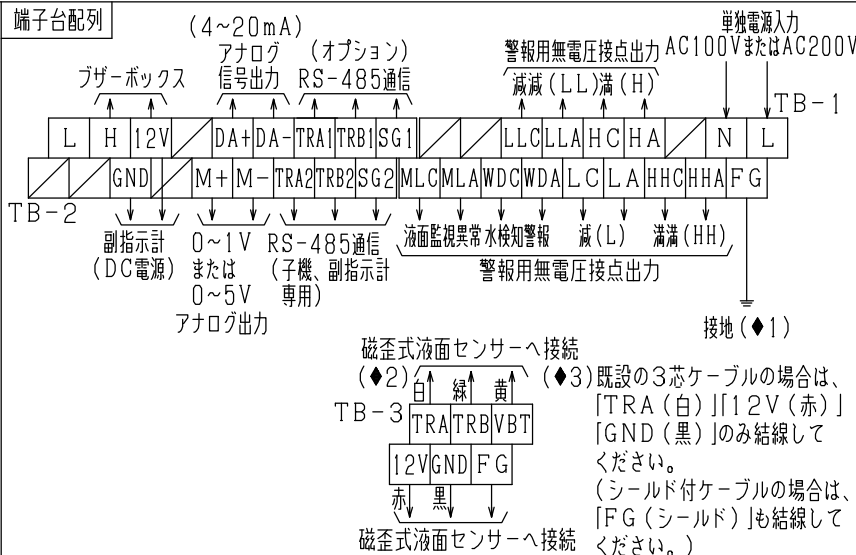 端子台配列
(4~20mA)
アナログ
信号出力
(オプション)
RS-485通信
ブザーボックス
警報用無電圧接点出力
減減(LL)満(H)
単独電源入力
AC100VまたはAC200V
TB-1
L H 12V DA+ DA- TRA1 TRB1 SG1 LLC LLA HC HA N L
GND M+ M- TRA2 TRB2 SG2 MLC MLA WDC WDA LC LA HHC HHA FG
TB-2
副指示計
(DC電源)
0~1V
または
0~5V
アナログ出力
RS-485通信
(子機、副指示計
専用)
液面監視異常 水検知警報 減(L) 満満(HH)
警報用無電圧接点出力
接地(◆1)
磁歪式液面センサーへ接続
(◆2) 白 緑 黄
TB-3
TRA TRB VBT
12V GND FG
赤 黒
磁歪式液面センサーへ接続
(◆3)既設の3芯ケーブルの場合は、
「TRA(白)」「12V(赤)」
「GND(黒)」のみ結線して
ください。
(シールド付ケーブルの場合は、
「FG(シールド)」も結線して
ください。)